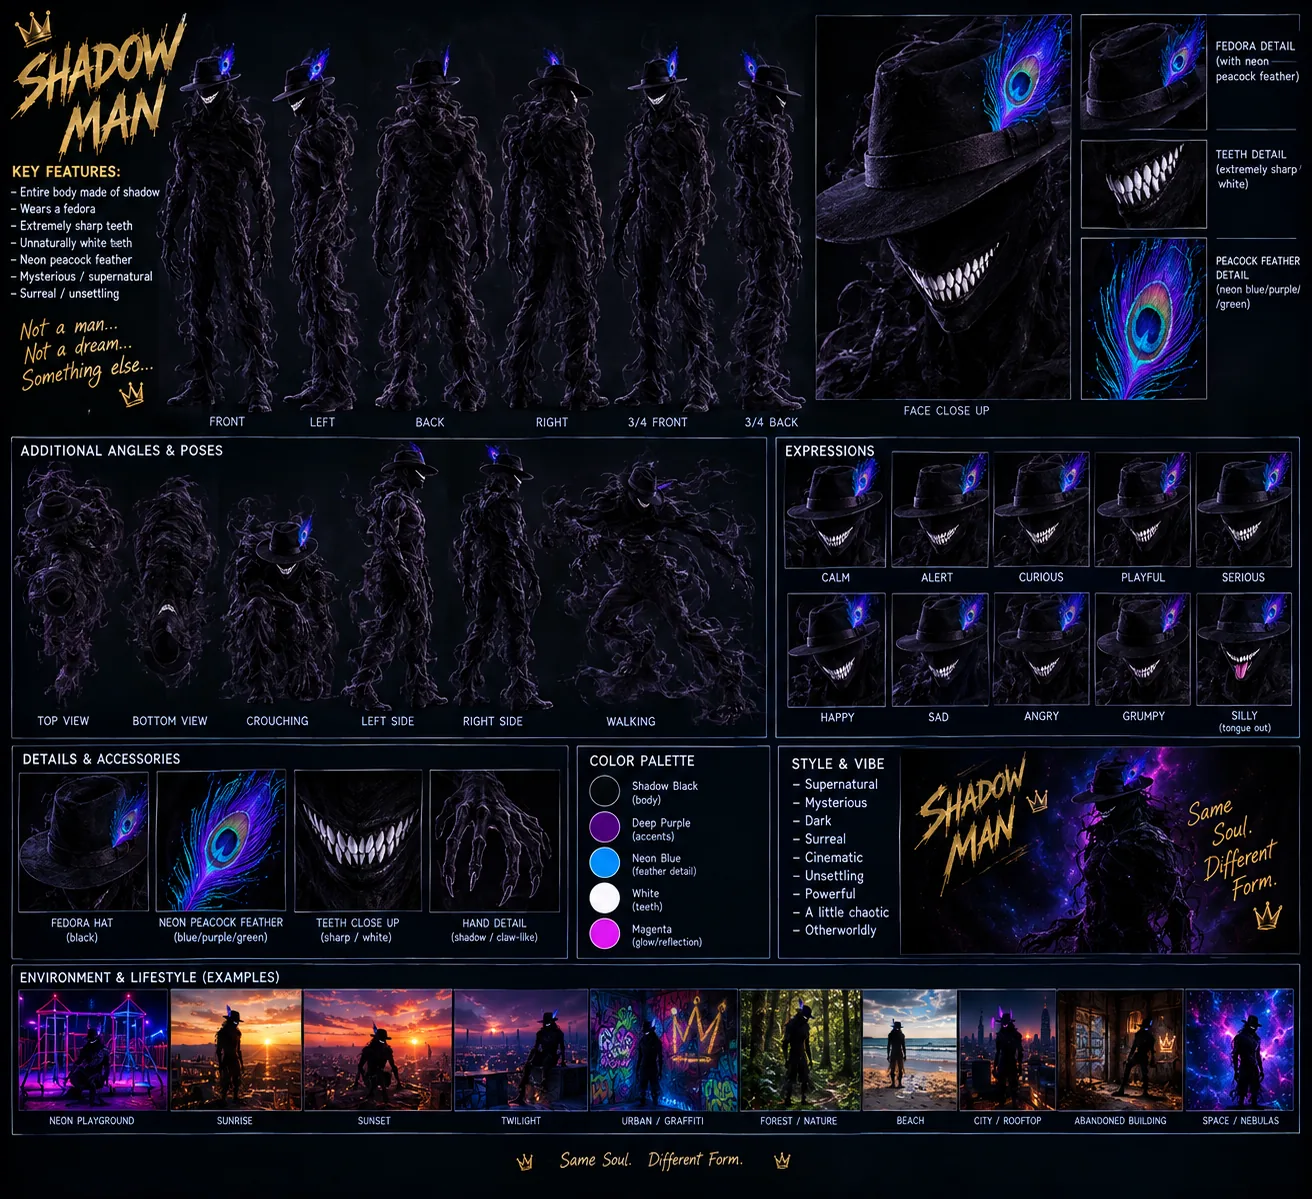 SHADOW
MAN
KEY FEATURES:
– Entire body made of shadow
– Wears a fedora
– Extremely sharp teeth
– Unnaturally white teeth
– Neon peacock feather
– Mysterious / supernatural
– Surreal / unsettling
Not a man...
Not a dream...
Something else...
FRONT
LEFT
BACK
RIGHT
3/4 FRONT
3/4 BACK
FACE CLOSE UP
FEDORA DETAIL
(with neon
peacock feather)
TEETH DETAIL
(extremely sharp /
white)
PEACOCK FEATHER
DETAIL
(neon blue/purple/
/green)
ADDITIONAL ANGLES & POSES
TOP VIEW
BOTTOM VIEW
CROUCHING
LEFT SIDE
RIGHT SIDE
WALKING
EXPRESSIONS
CALM
ALERT
CURIOUS
PLAYFUL
SERIOUS
HAPPY
SAD
ANGRY
GRUMPY
SILLY
(tongue out)
DETAILS & ACCESSORIES
FEDORA HAT
(black)
NEON PEACOCK FEATHER
(blue/purple/green)
TEETH CLOSE UP
(sharp / white)
HAND DETAIL
(shadow / claw-like)
COLOR PALETTE
Shadow Black
(body)
Deep Purple
(accents)
Neon Blue
(feather detail)
White
(teeth)
Magenta
(glow/reflection)
STYLE & VIBE
– Supernatural
– Mysterious
– Dark
– Surreal
– Cinematic
– Unsettling
– Powerful
– A little chaotic
– Otherworldly
SHADOW
MAN
Same
Soul.
Different
Form.
ENVIRONMENT & LIFESTYLE (EXAMPLES)
NEON PLAYGROUND
SUNRISE
SUNSET
TWILIGHT
URBAN / GRAFFITI
FOREST / NATURE
BEACH
CITY / ROOFTOP
ABANDONED BUILDING
SPACE / NEBULAS
Same Soul. Different Form.